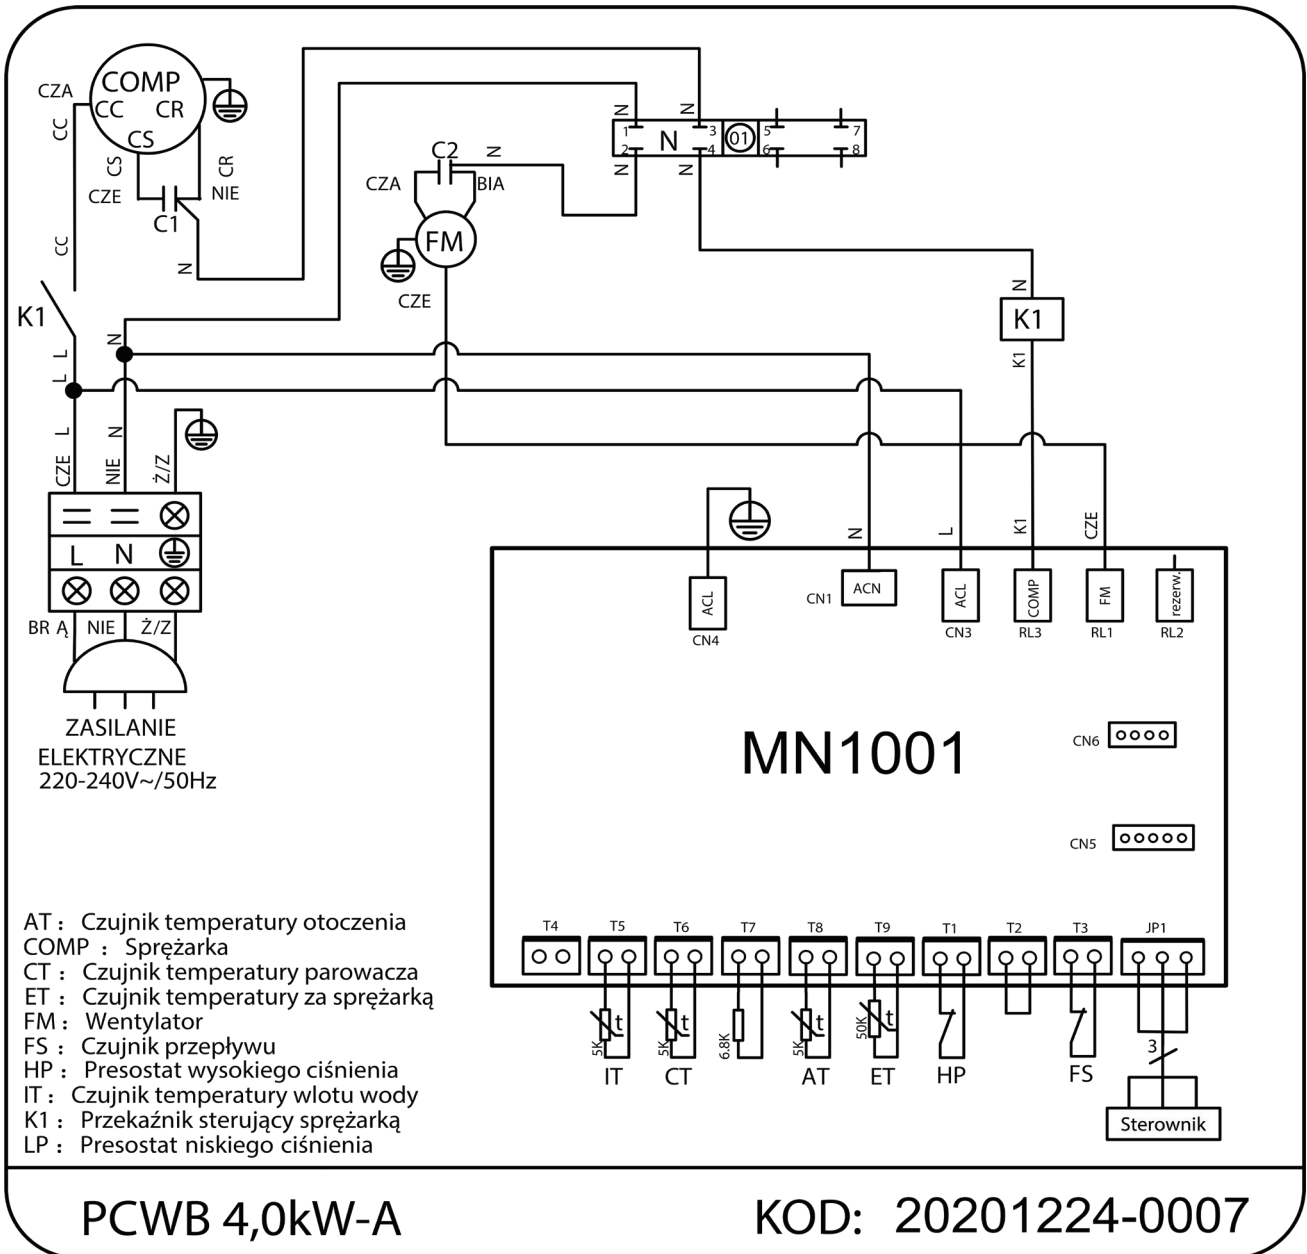 COMP
CC CR
CS
CZA
CC
CS
CR
CZE
NIE
C1
N
CC
K1
L
L
N
L
N
CZE
NIE
Ż/Z
L N
BR Ą NIE Ż/Z
ZASILANIE
ELEKTRYCZNE
220-240V~/50Hz
C2
N
CZA
BIA
FM
CZE
N
N
1 N 3 01 5 7
2 4 6 8
N
N
N
K1
K1
N
L
K1
CZE
ACL
CN4
CN1
ACN
ACL
CN3
COMP
RL3
FM
RL1
rezerw.
RL2
MN1001
CN6
CN5
T4 T5 T6 T7 T8 T9 T1 T2 T3 JP1
5K t
5K t
6.8K
5K t
50K t
3
IT CT AT ET HP FS
Sterownik
AT : Czujnik temperatury otoczenia
COMP : Sprężarka
CT : Czujnik temperatury parowacza
ET : Czujnik temperatury za sprężarką
FM : Wentylator
FS : Czujnik przepływu
HP : Presostat wysokiego ciśnienia
IT : Czujnik temperatury wlotu wody
K1 : Przekaźnik sterujący sprężarką
LP : Presostat niskiego ciśnienia
PCWB 4,0kW-A
KOD: 20201224-0007